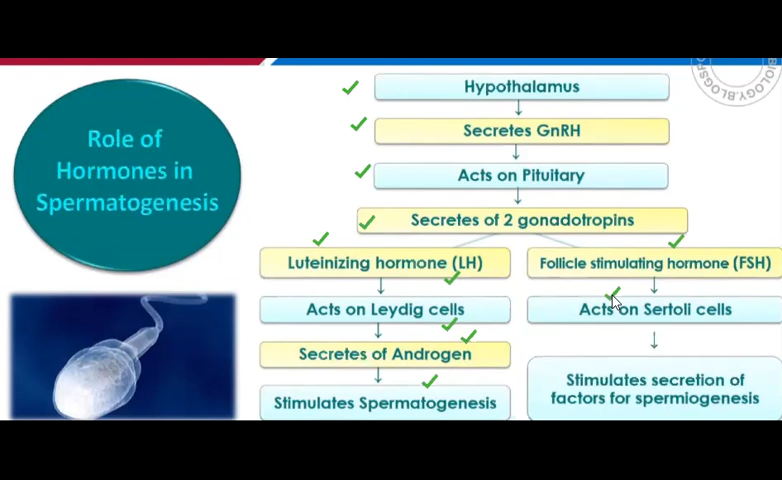 Role of
Hormones in
Spermatogenesis
Hypothalamus
Secretes GnRH
Acts on Pituitary
Secretes of 2 gonadotropins
Luteinizing hormone (LH)
Acts on Leydig cells
Secretes of Androgen
Stimulates Spermatogenesis
Follicle stimulating hormone (FSH)
Acts on Sertoli cells
Stimulates secretion of
factors for spermiogenesis